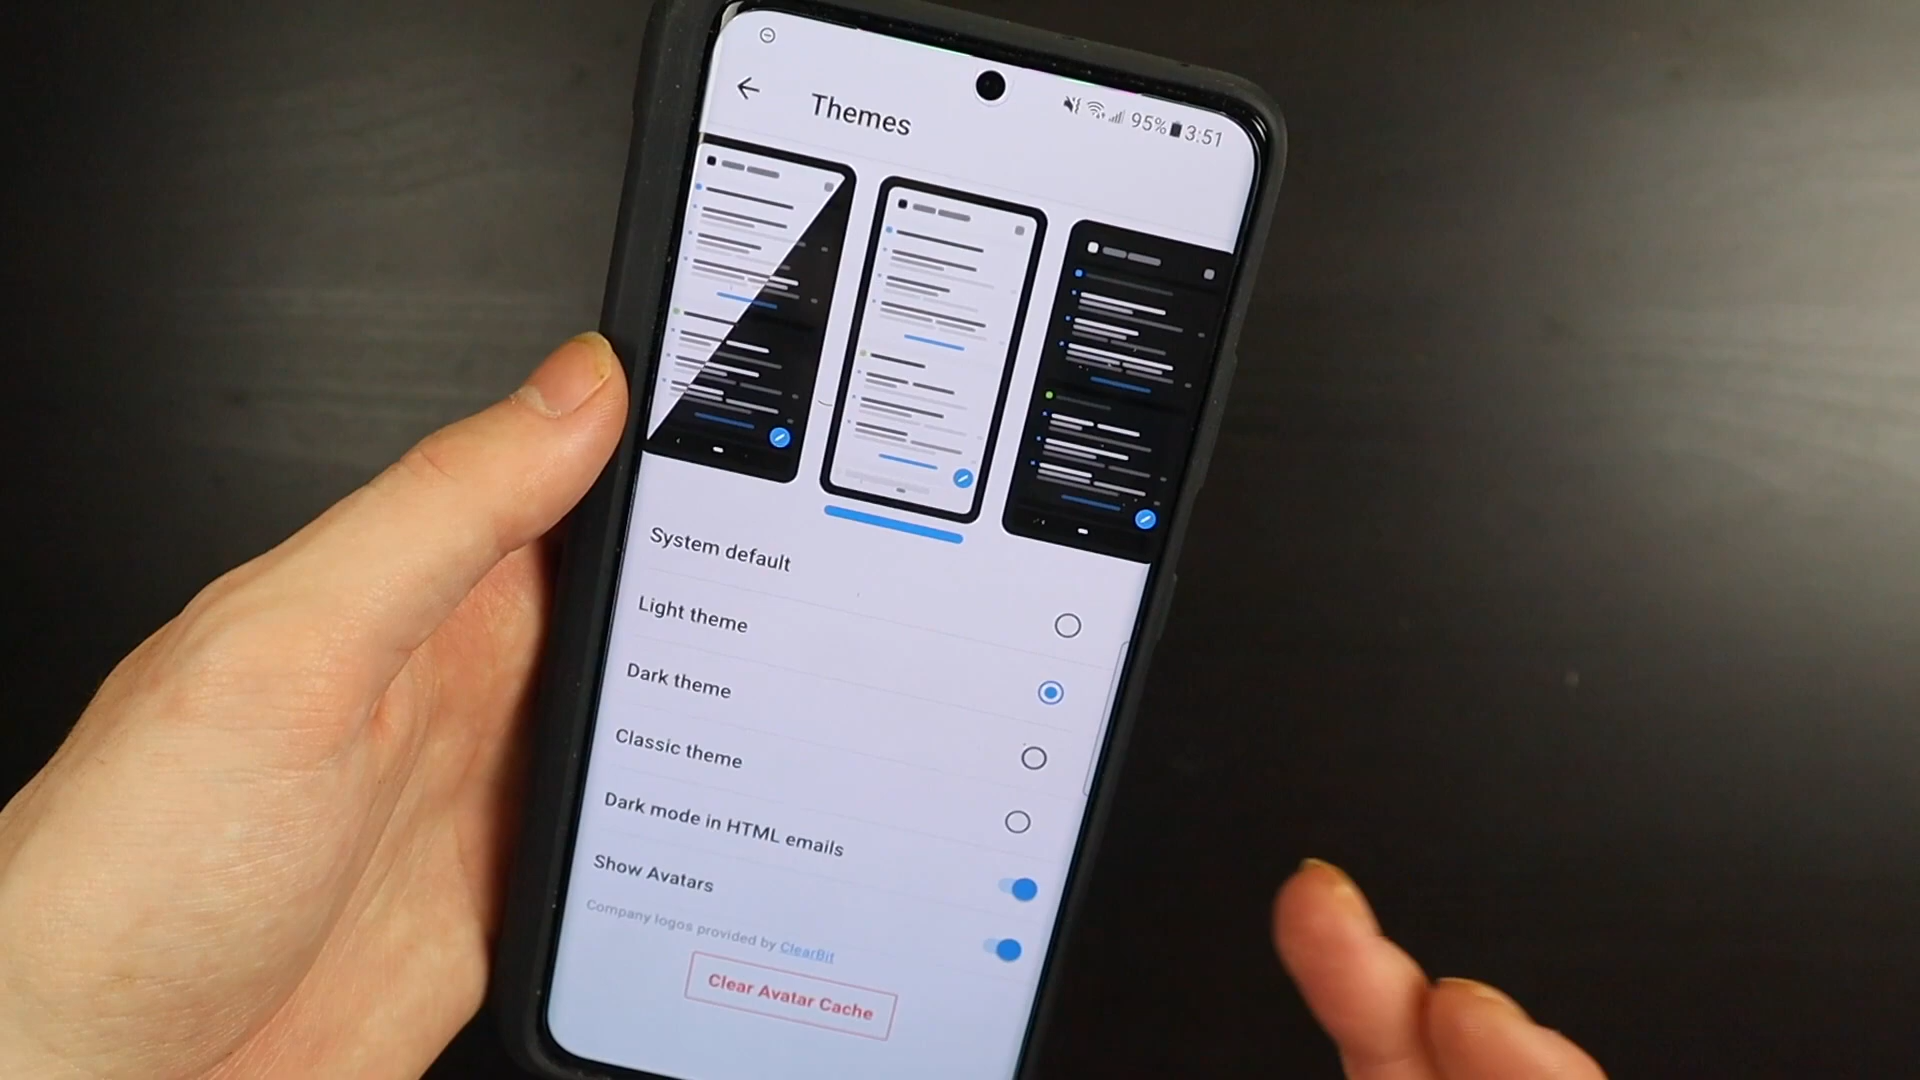 95% 3:51
Themes
System default
Light theme
Dark theme
Classic theme
Dark mode in HTML emails
Show Avatars
Company logos provided by ClearBit
Clear Avatar Cache